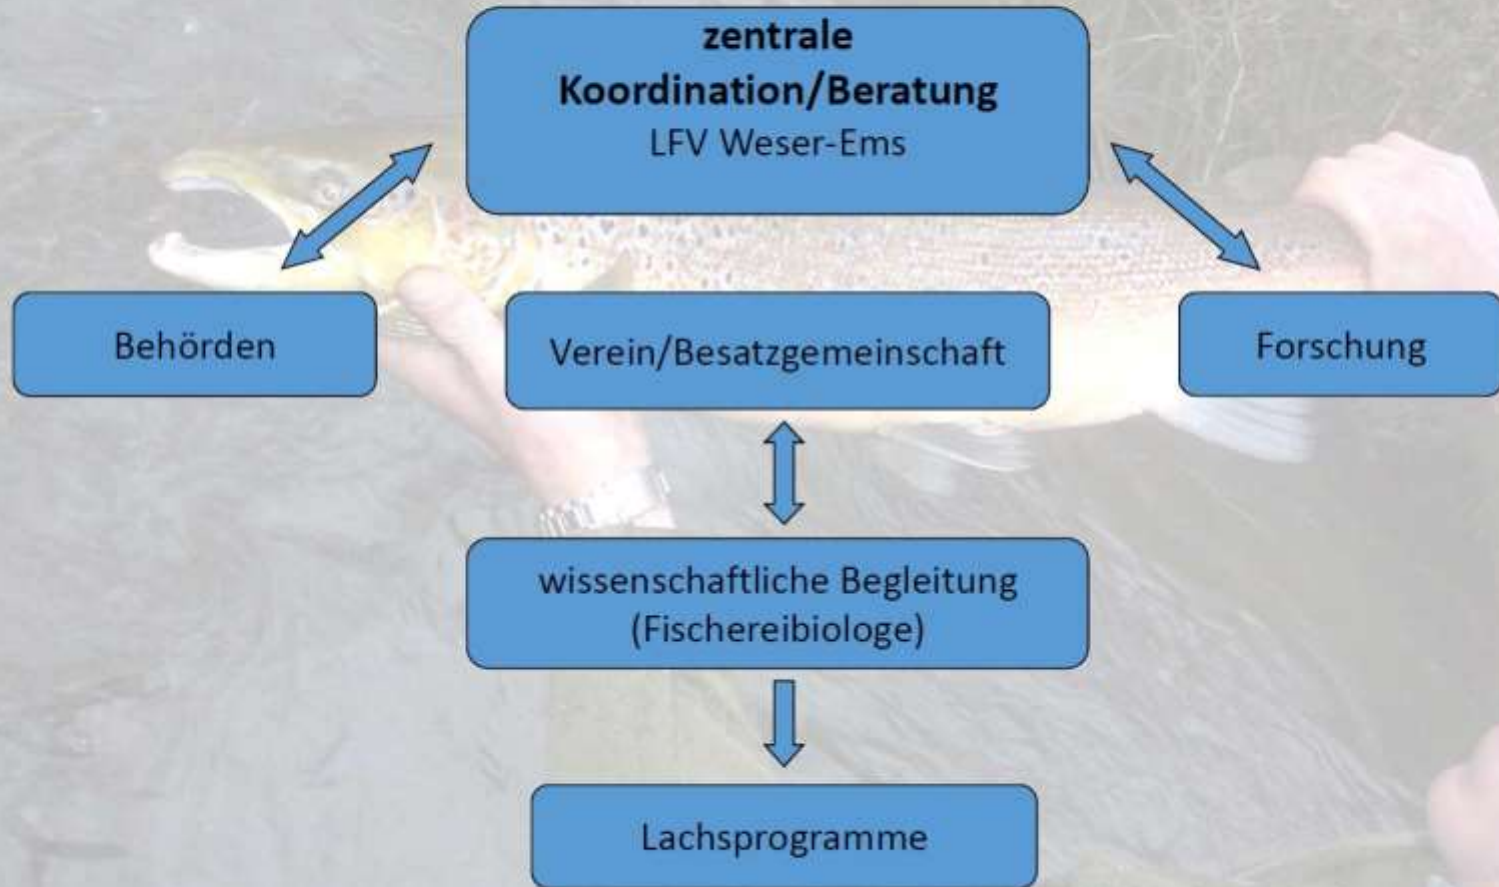 zentrale
Koordination/Beratung
LFV Weser-Ems
Behörden
Verein/Besatzgemeinschaft
Forschung
wissenschaftliche Begleitung
(Fischereibiologe)
Lachsprogramme